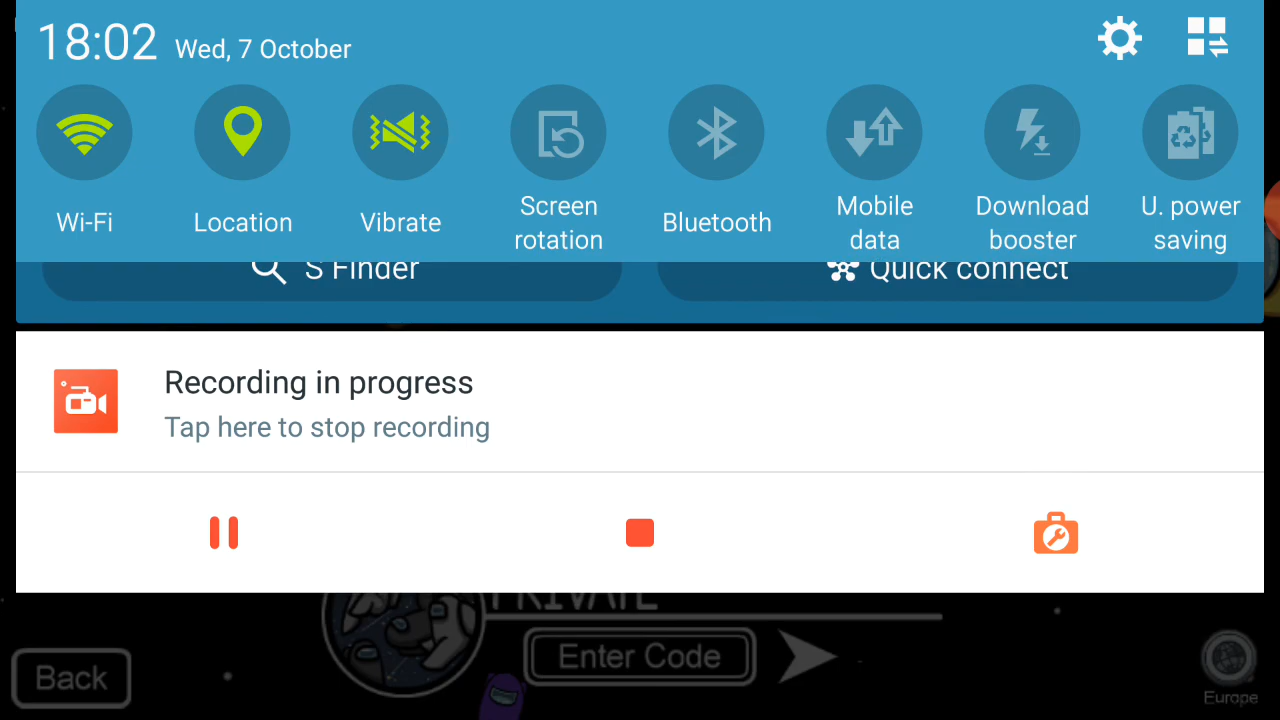 18:02 Wed, 7 October
Wi-Fi
Location
Vibrate
Screen
rotation
Bluetooth
Mobile
data
Download
booster
U. power
saving
S Finder
Quick connect
Recording in progress
Tap here to stop recording
PRIVATE
Enter Code
Back
Europe